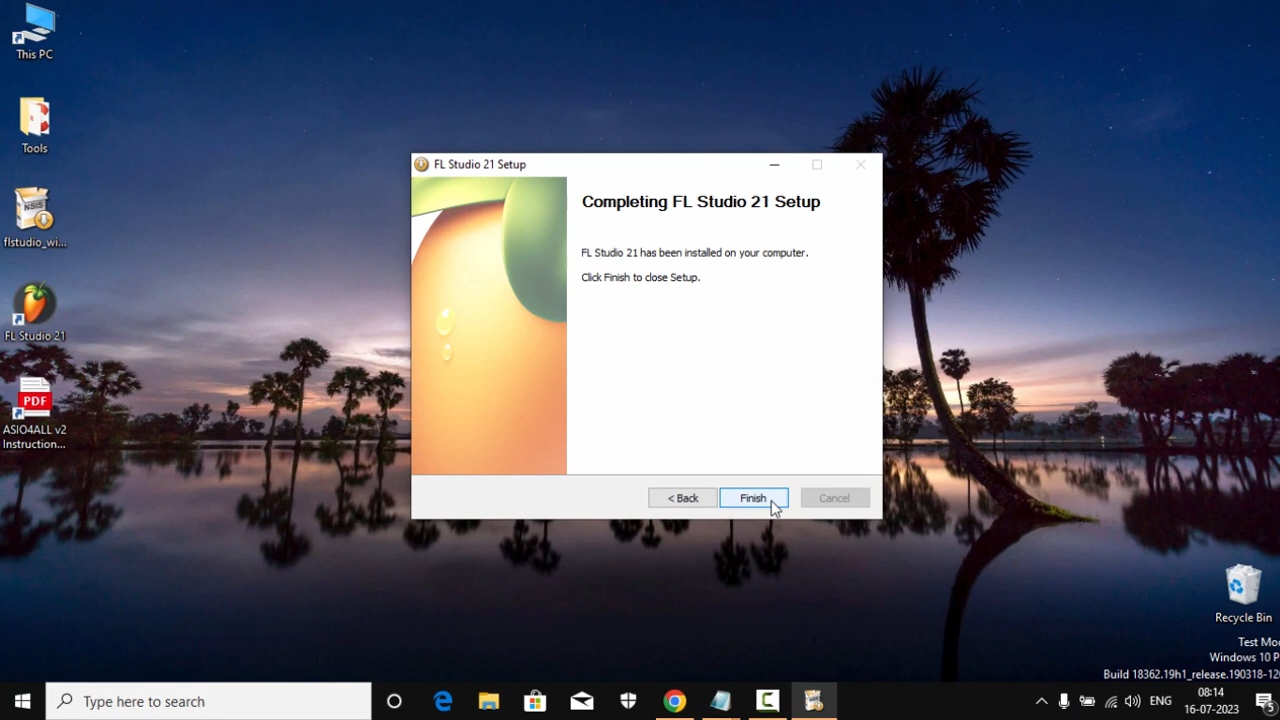 This PC
Tools
NSIS
flstudio_wi...
FL Studio 21
PDF
ASIO4ALL v2
Instruction...
FL Studio 21 Setup
Completing FL Studio 21 Setup
FL Studio 21 has been installed on your computer.
Click Finish to close Setup.
< Back
Finish
Cancel
Recycle Bin
Test Mo
Windows 10 P
Build 18362.19h1_release.190318-12
Type here to search
ENG
08:14
16-07-2023
5